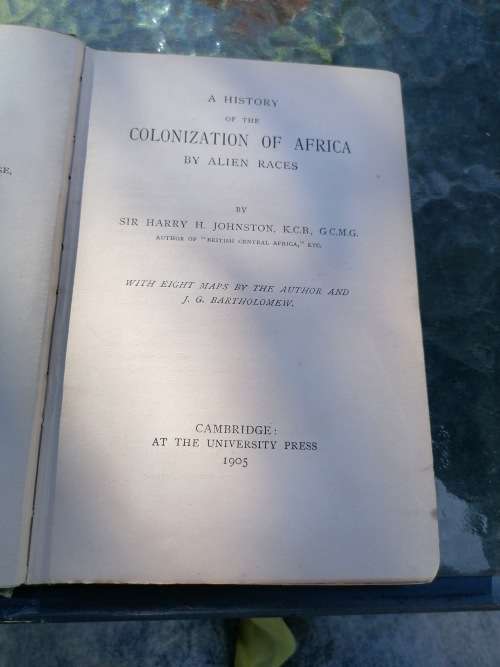 SE,
A HISTORY
OF THE
COLONIZATION OF AFRICA
BY ALIEN RACES
BY
SIR HARRY H. JOHNSTON, K.C.B., G.C.M.G.
AUTHOR OF "BRITISH CENTRAL AFRICA," ETC.
WITH EIGHT MAPS BY THE AUTHOR AND
J. G. BARTHOLOMEW.
CAMBRIDGE:
AT THE UNIVERSITY PRESS
1905